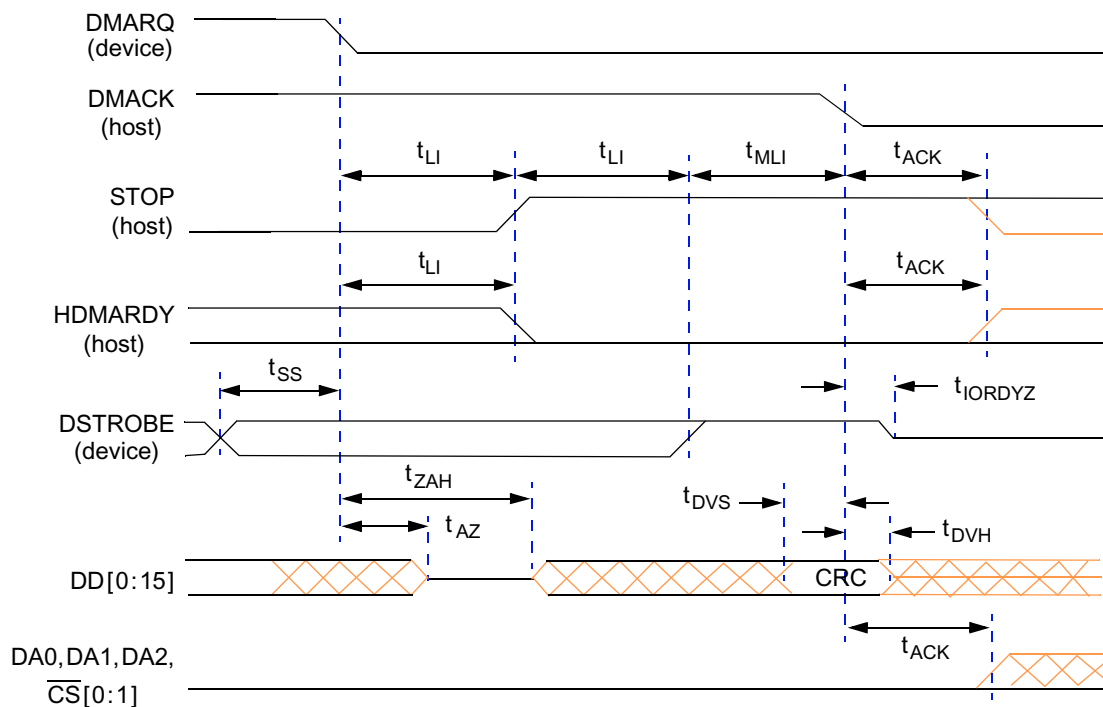 DMARQ
(device)
DMACK
(host)
tLI tLI tMLI tACK
STOP
(host)
tLI tACK
HDMARDY
(host)
tSS
tIORDYZ
DSTROBE
(device)
tZAH
tDVS
tAZ
tDVH
DD[0:15]
CRC
tACK
DA0,DA1,DA2,
CS[0:1]